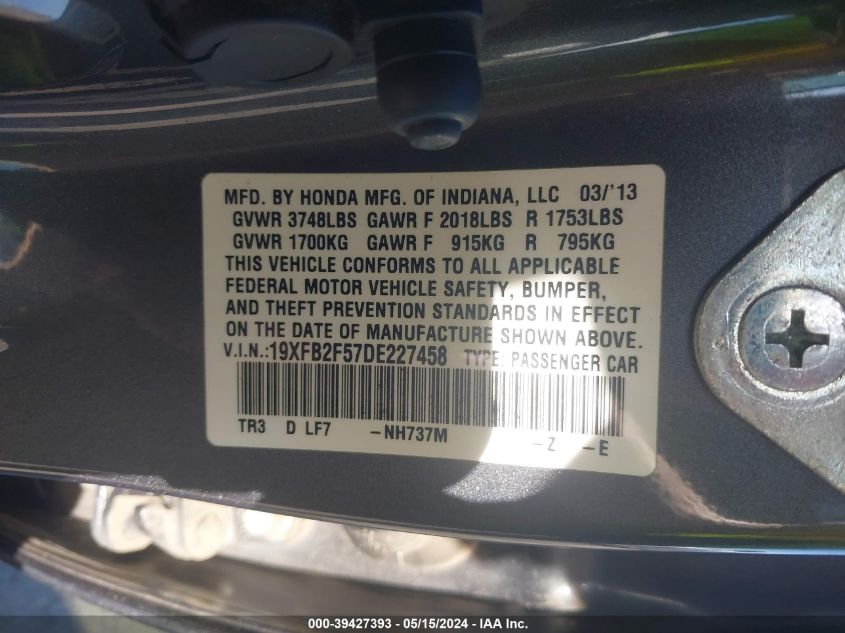 MFD. BY HONDA MFG. OF INDIANA, LLC 03/'13
GVWR 3748LBS GAWR F 2018LBS R 1753LBS
GVWR 1700KG GAWR F 915KG R 795KG
THIS VEHICLE CONFORMS TO ALL APPLICABLE
FEDERAL MOTOR VEHICLE SAFETY, BUMPER,
AND THEFT PREVENTION STANDARDS IN EFFECT
ON THE DATE OF MANUFACTURE SHOWN ABOVE.
V.I.N.:19XFB2F57DE227458 TYPE: PASSENGER CAR
TR3 D LF7 -NH737M -Z -E
000-39427393 - 05/15/2024 - IAA Inc.